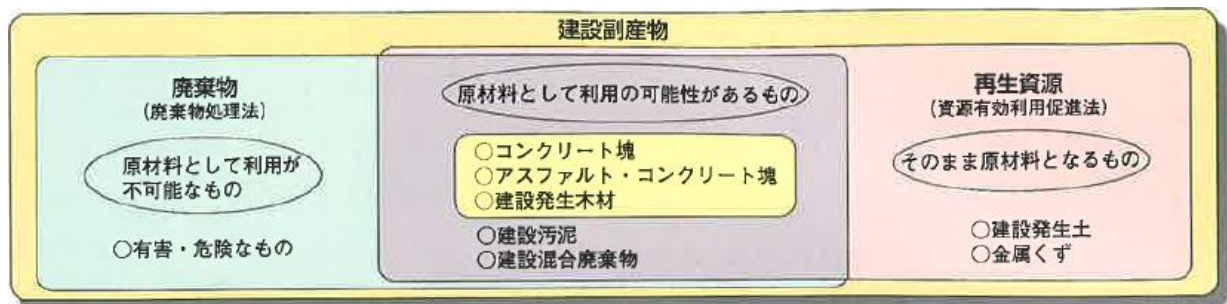 建設副産物
廃棄物
(廃棄物処理法)
原材料として利用が
不可能なもの
○有害・危険なもの
原材料として利用の可能性があるもの
○コンクリート塊
○アスファルト・コンクリート塊
○建設発生木材
○建設汚泥
○建設混合廃棄物
再生資源
(資源有効利用促進法)
そのまま原材料となるもの
○建設発生土
○金属くず